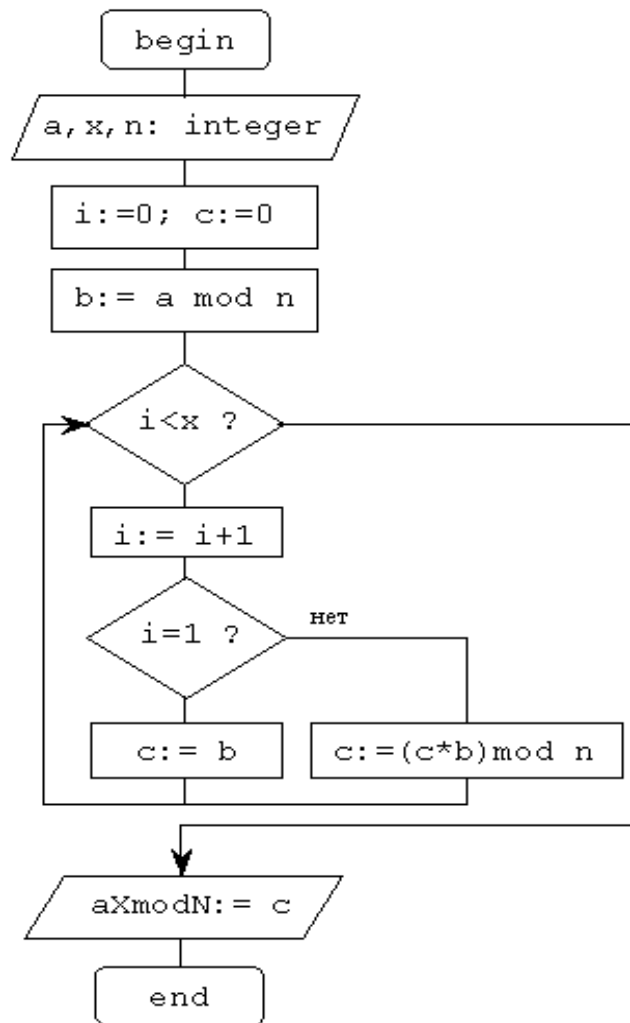 begin
a,x,n: integer
i:=0; c:=0
b:= a mod n
i<x ?
i:= i+1
i=1 ?
нет
c:= b
c:=(c*b)mod n
aXmodN:= c
end